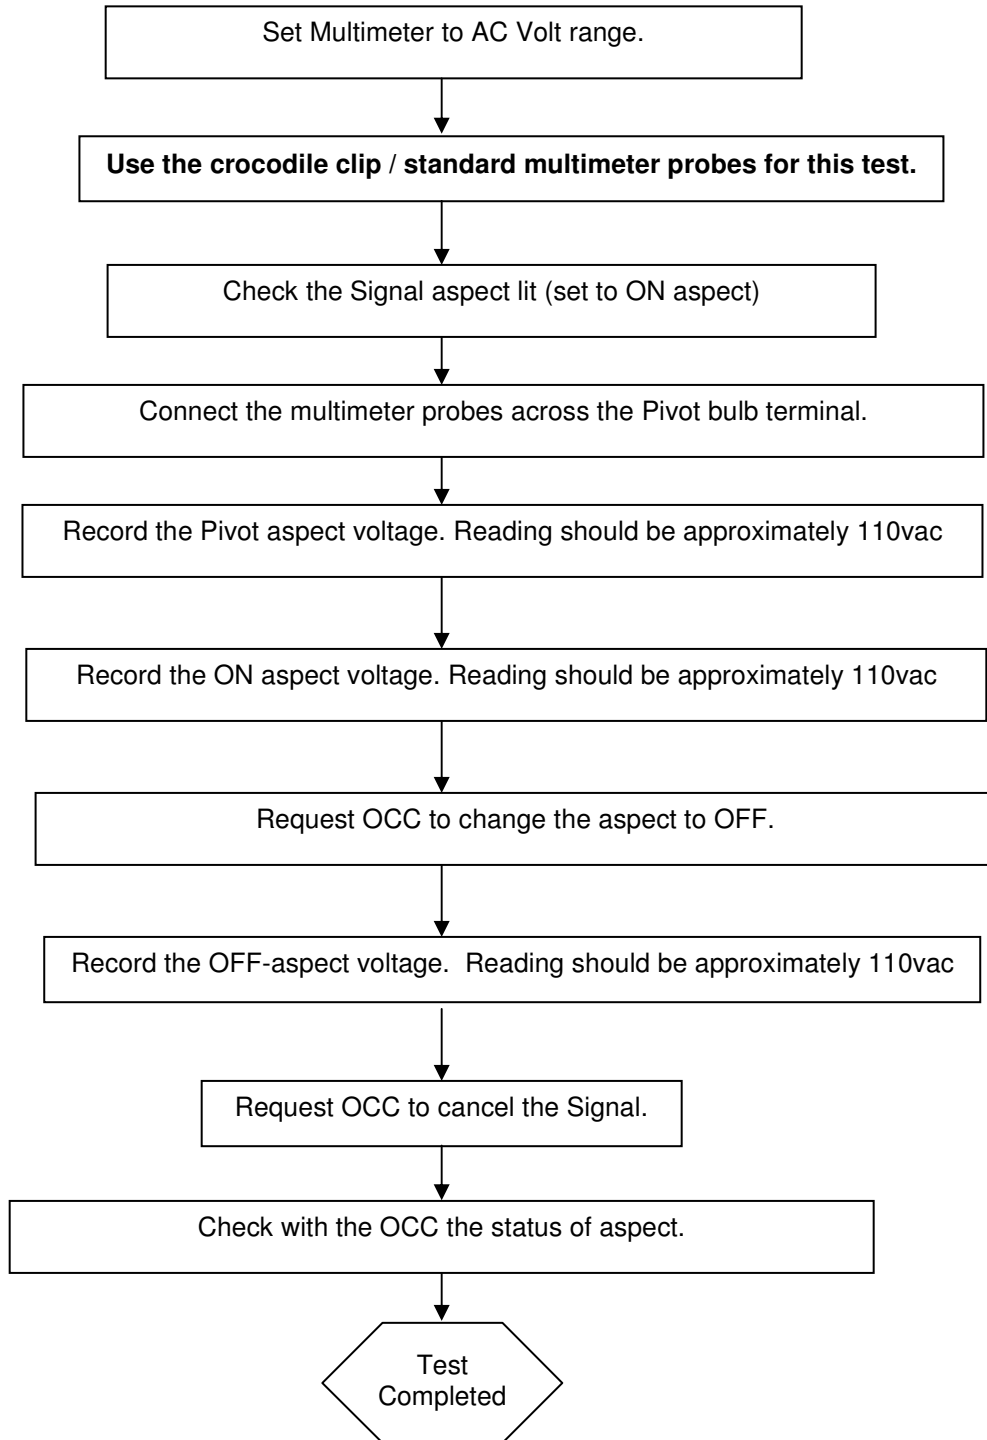 Set Multimeter to AC Volt range.
Use the crocodile clip / standard multimeter probes for this test.
Check the Signal aspect lit (set to ON aspect)
Connect the multimeter probes across the Pivot bulb terminal.
Record the Pivot aspect voltage. Reading should be approximately 110vac
Record the ON aspect voltage. Reading should be approximately 110vac
Request OCC to change the aspect to OFF.
Record the OFF-aspect voltage.  Reading should be approximately 110vac
Request OCC to cancel the Signal.
Check with the OCC the status of aspect.
Test
Completed